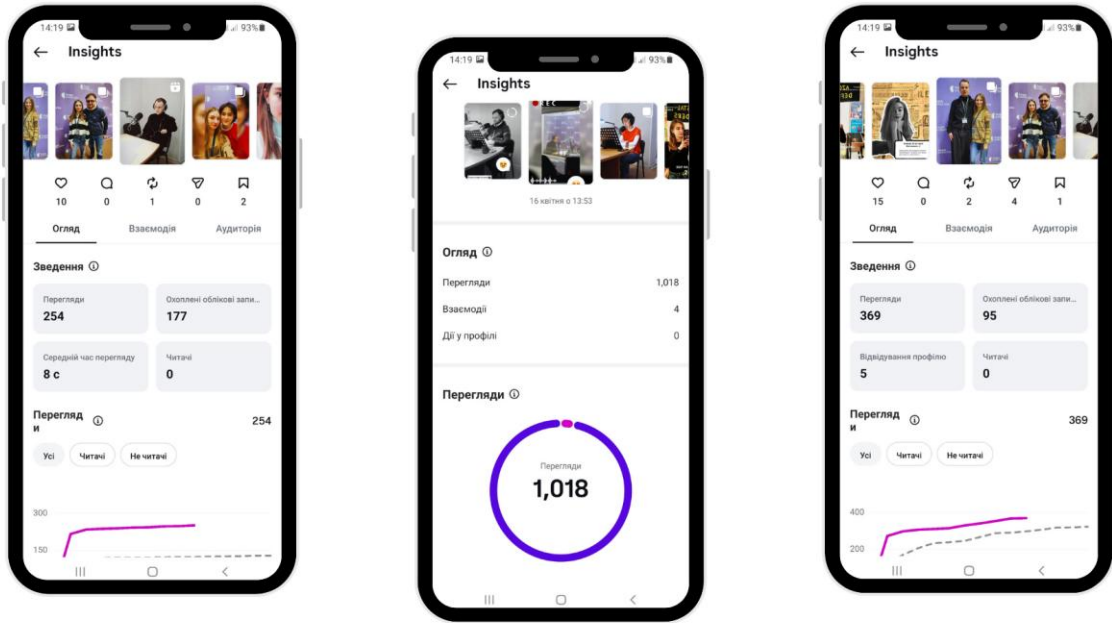 14:19 93%
Insights
10 0 1 0 2
Огляд Взаємодія Аудиторія
Зведення
Перегляди Охоплені облікові запи...
254 177
Середній час перегляду Читачі
8 с 0
Перегляд
и
254
Усі Читачі Не читачі
300
150
14:19 93%
Insights
16 квітня о 13:53
Огляд
Перегляди 1,018
Взаємодії 4
Дії у профілі 0
Перегляди
Перегляди
1,018
14:19 93%
Insights
15 0 2 4 1
Огляд Взаємодія Аудиторія
Зведення
Перегляди Охоплені облікові запи...
369 95
Відвідування профілю Читачі
5 0
Перегляд
и
369
Усі Читачі Не читачі
400
200